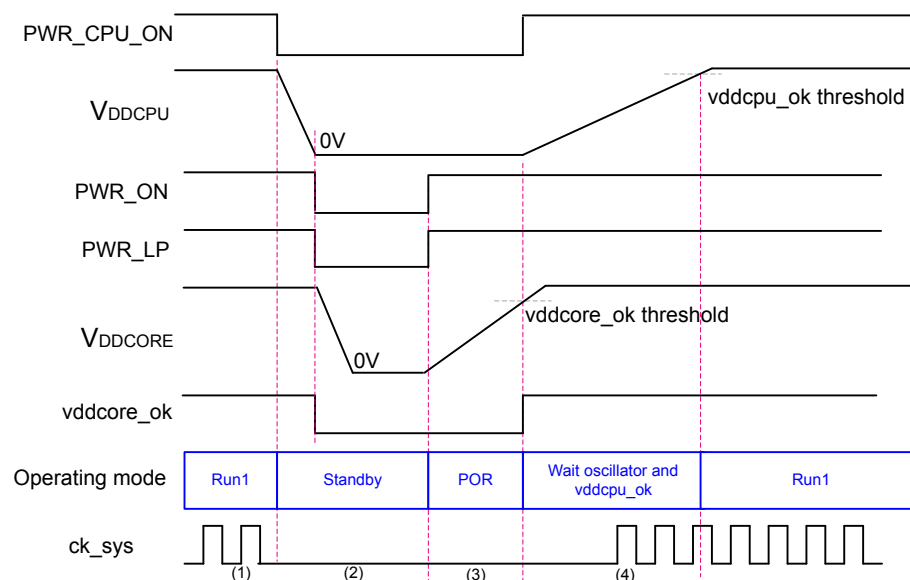 PWR_CPU_ON
VDDCPU
vddcpu_ok threshold
0V
PWR_ON
PWR_LP
vddcore_ok threshold
VDDCORE
0V
vddcore_ok
Operating mode
Run1
Standby
POR
Wait oscillator and
vddcpu_ok
Run1
ck_sys
(1)
(2)
(3)
(4)